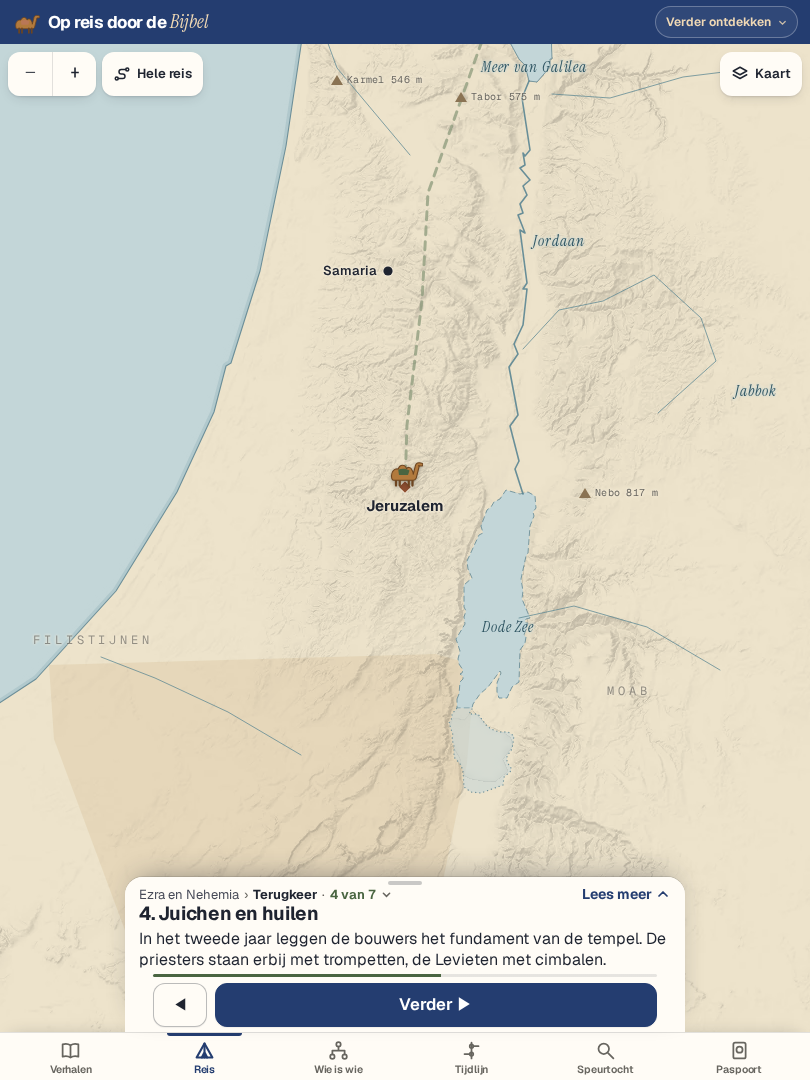 Op reis door de Bijbel
Verder ontdekken
Hele reis
Kaart
Meer van Galilea
Karmel 546 m
Tabor 575 m
Jordaan
Samaria
Jabbok
Nebo 817 m
Jeruzalem
Dode Zee
FILISTIJNEN
MOAB
Ezra en Nehemia › Terugkeer · 4 van 7
Lees meer
4. Juichen en huilen
In het tweede jaar leggen de bouwers het fundament van de tempel. De
priesters staan erbij met trompetten, de Levieten met cimbalen.
Verder
Verhalen
Reis
Wie is wie
Tijdlijn
Speurtocht
Paspoort